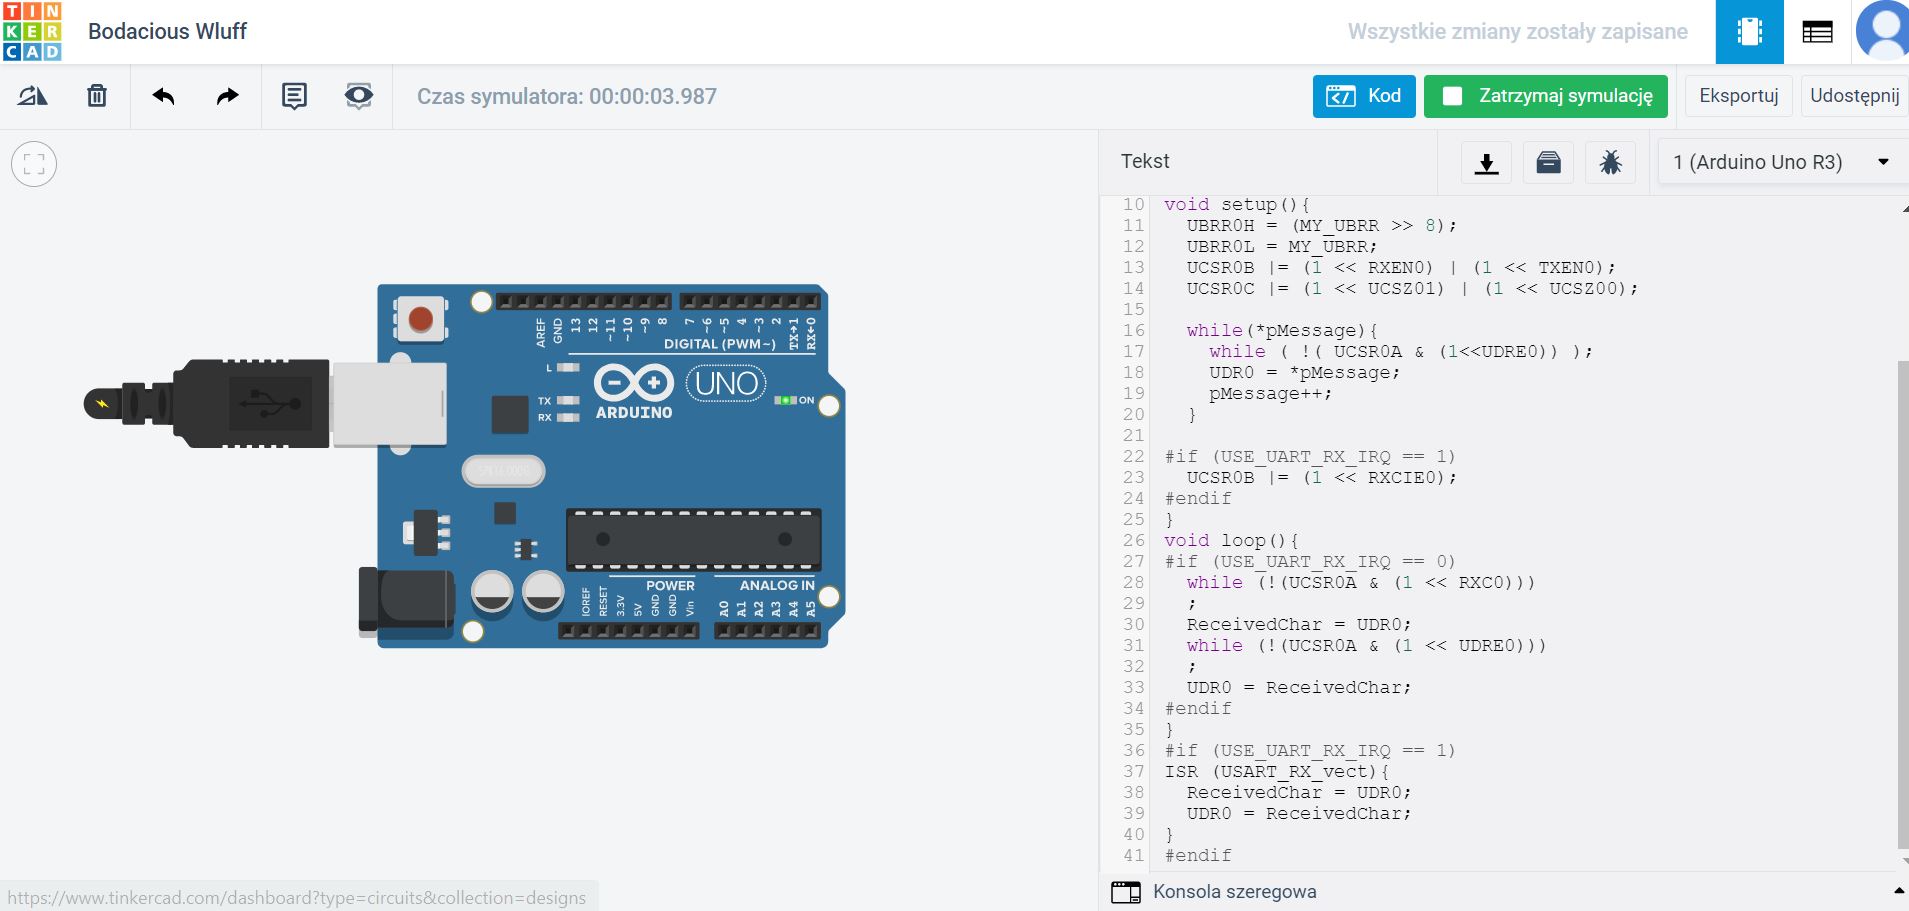 TIN
KER
CAD
Bodacious Wluff
Wszystkie zmiany zostały zapisane
Czas symulatora: 00:00:03.987
Kod
Zatrzymaj symulację
Eksportuj
Udostępnij
Tekst
1 (Arduino Uno R3)
AREF
GND
13
12
~11
~10
~9
8
7
~6
~5
4
~3
2
TX→1
RX←0
DIGITAL (PWM~)
L
TX
RX
ARDUINO
UNO
ON
POWER
ANALOG IN
IOREF
RESET
3.3V
5V
GND
GND
Vin
A0
A1
A2
A3
A4
A5
10 void setup(){
11 UBRR0H = (MY_UBRR >> 8);
12 UBRR0L = MY_UBRR;
13 UCSR0B |= (1 << RXEN0) | (1 << TXEN0);
14 UCSR0C |= (1 << UCSZ01) | (1 << UCSZ00);
15
16 while(*pMessage){
17 while ( !( UCSR0A & (1<<UDRE0)) );
18 UDR0 = *pMessage;
19 pMessage++;
20 }
21
22 #if (USE_UART_RX_IRQ == 1)
23 UCSR0B |= (1 << RXCIE0);
24 #endif
25 }
26 void loop(){
27 #if (USE_UART_RX_IRQ == 0)
28 while (!(UCSR0A & (1 << RXC0)))
29 ;
30 ReceivedChar = UDR0;
31 while (!(UCSR0A & (1 << UDRE0)))
32 ;
33 UDR0 = ReceivedChar;
34 #endif
35 }
36 #if (USE_UART_RX_IRQ == 1)
37 ISR (USART_RX_vect){
38 ReceivedChar = UDR0;
39 UDR0 = ReceivedChar;
40 }
41 #endif
Konsola szeregowa
https://www.tinkercad.com/dashboard?type=circuits&collection=designs